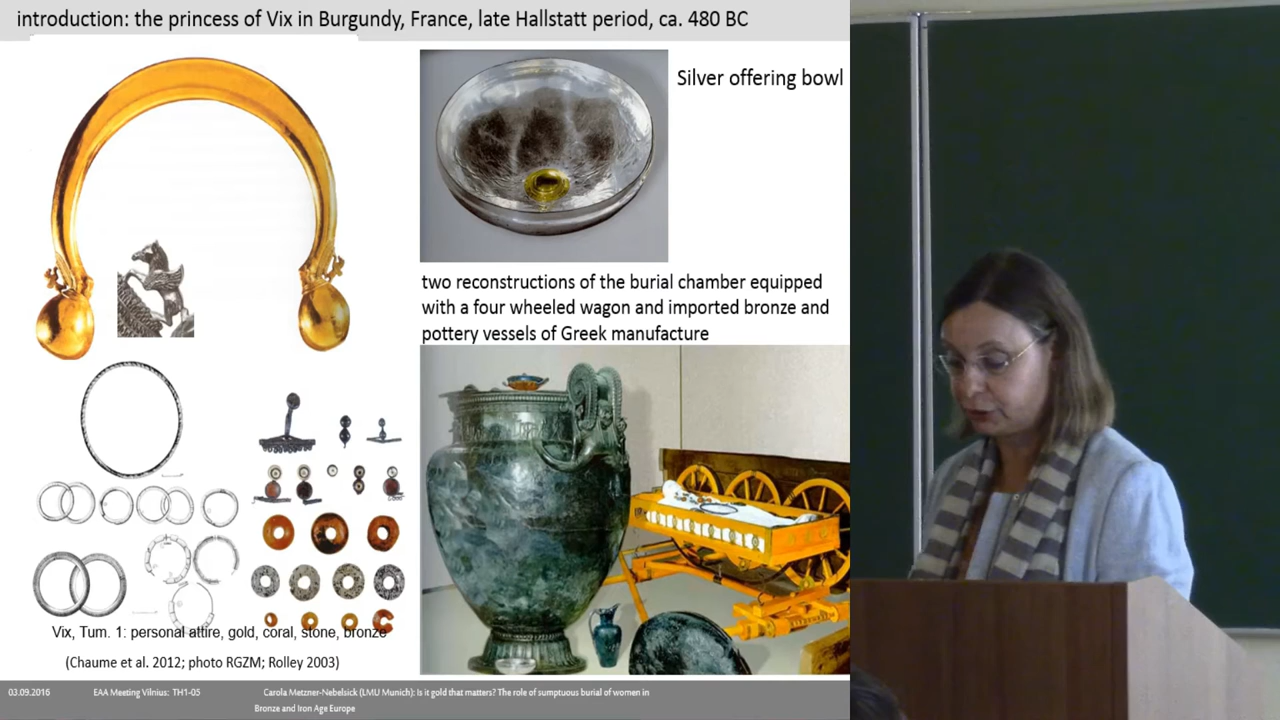 introduction: the princess of Vix in Burgundy, France, late Hallstatt period, ca. 480 BC
Silver offering bowl
two reconstructions of the burial chamber equipped
with a four wheeled wagon and imported bronze and
pottery vessels of Greek manufacture
Vix, Tum. 1: personal attire, gold, coral, stone, bronze
(Chaume et al. 2012; photo RGZM; Rolley 2003)
03.09.2016 EAA Meeting Vilnius: TH1-05 Carola Metzner-Nebelsick (LMU Munich): Is it gold that matters? The role of sumptuous burial of women in
Bronze and Iron Age Europe